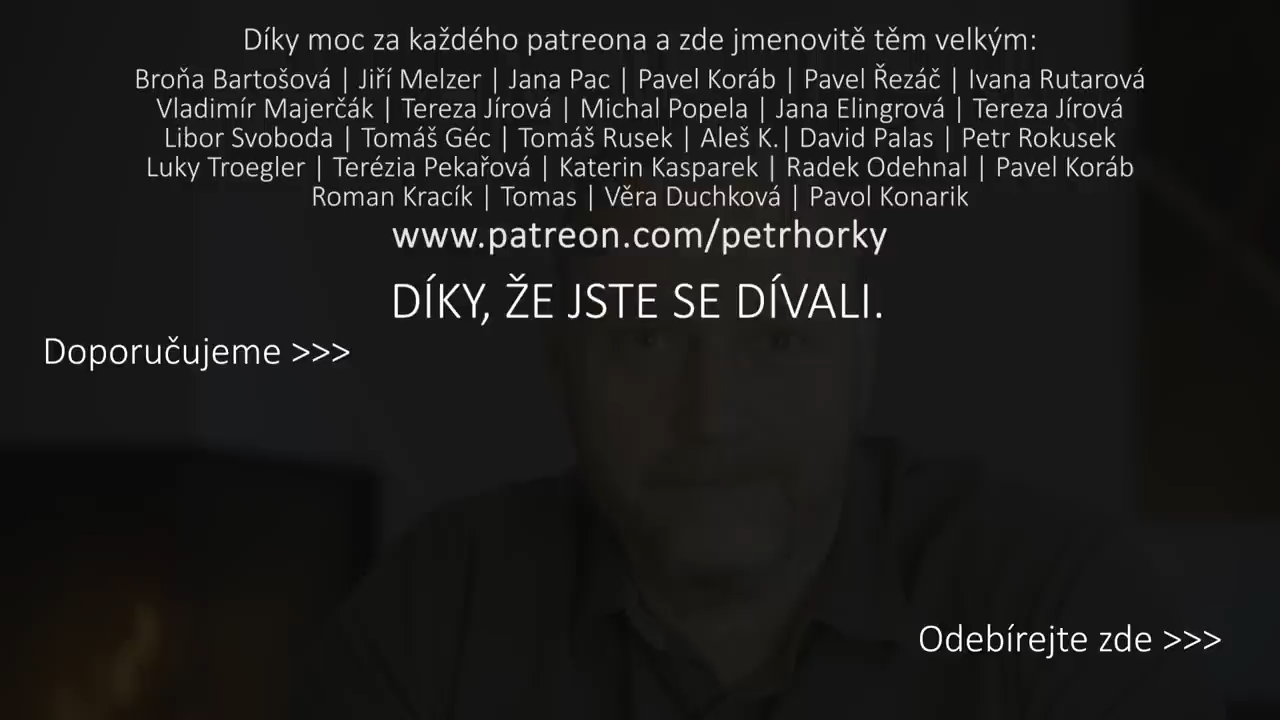 Díky moc za každého patreona a zde jmenovitě těm velkým:
Broňa Bartošová | Jiří Melzer | Jana Pac | Pavel Koráb | Pavel Řezáč | Ivana Rutarová
Vladimír Majerčák | Tereza Jírová | Michal Popela | Jana Elingrová | Tereza Jírová
Libor Svoboda | Tomáš Géc | Tomáš Rusek | Aleš K.| David Palas | Petr Rokusek
Luky Troegler | Terézia Pekařová | Katerin Kasparek | Radek Odehnal | Pavel Koráb
Roman Kracík | Tomas | Věra Duchková | Pavol Konarik
www.patreon.com/petrhorky
DÍKY, ŽE JSTE SE DÍVALI.
Doporučujeme >>>
Odebírejte zde >>>